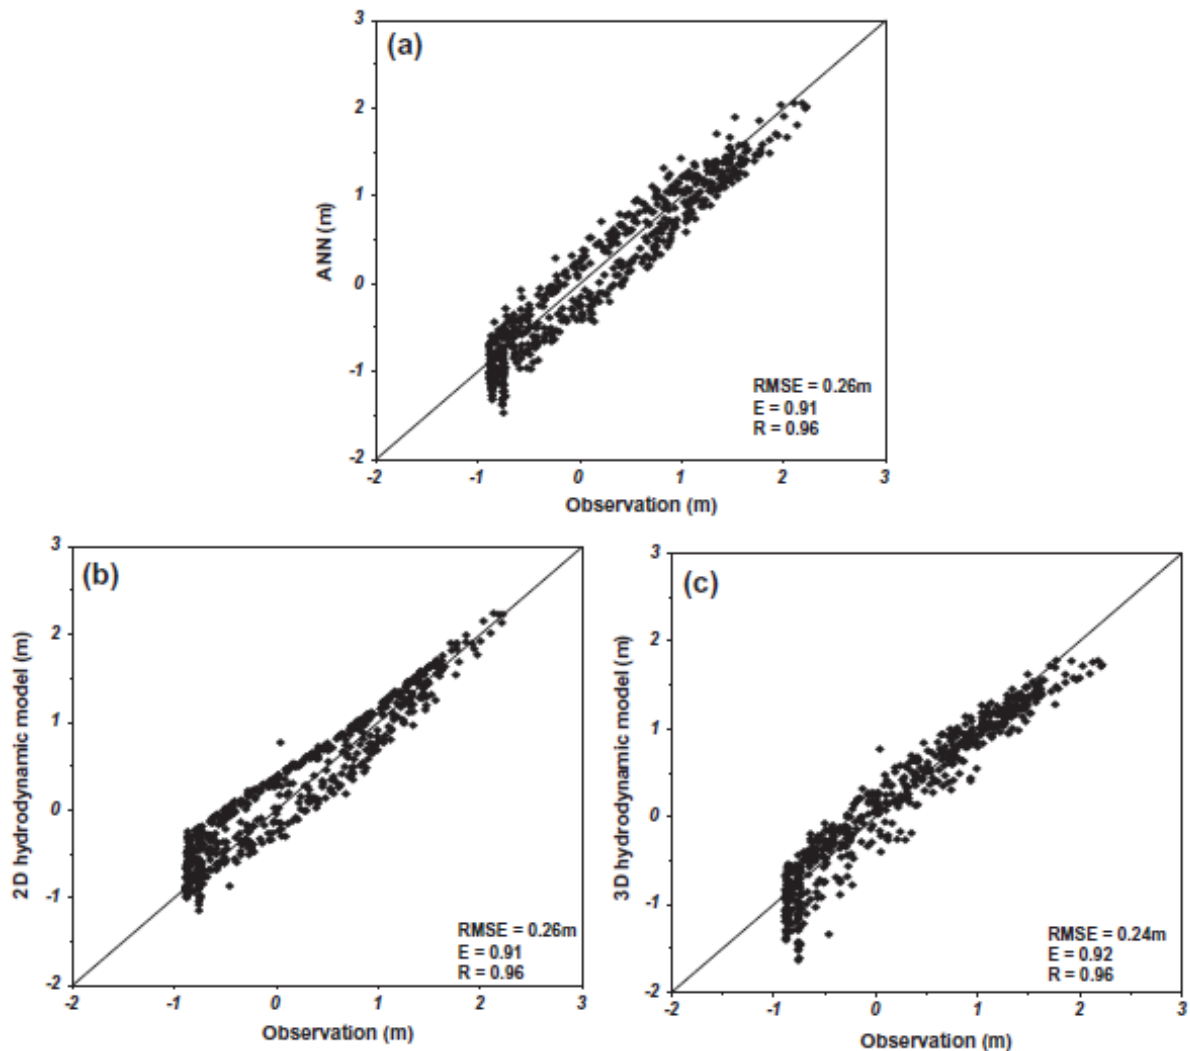 (a)
3
2
1
0
-1
-2
ANN (m)
RMSE = 0.26m
E = 0.91
R = 0.96
-2 -1 0 1 2 3
Observation (m)
(b)
3
2
1
0
-1
-2
2D hydrodynamic model (m)
RMSE = 0.26m
E = 0.91
R = 0.96
-2 -1 0 1 2 3
Observation (m)
(c)
3
2
1
0
-1
-2
3D hydrodynamic model (m)
RMSE = 0.24m
E = 0.92
R = 0.96
-2 -1 0 1 2 3
Observation (m)